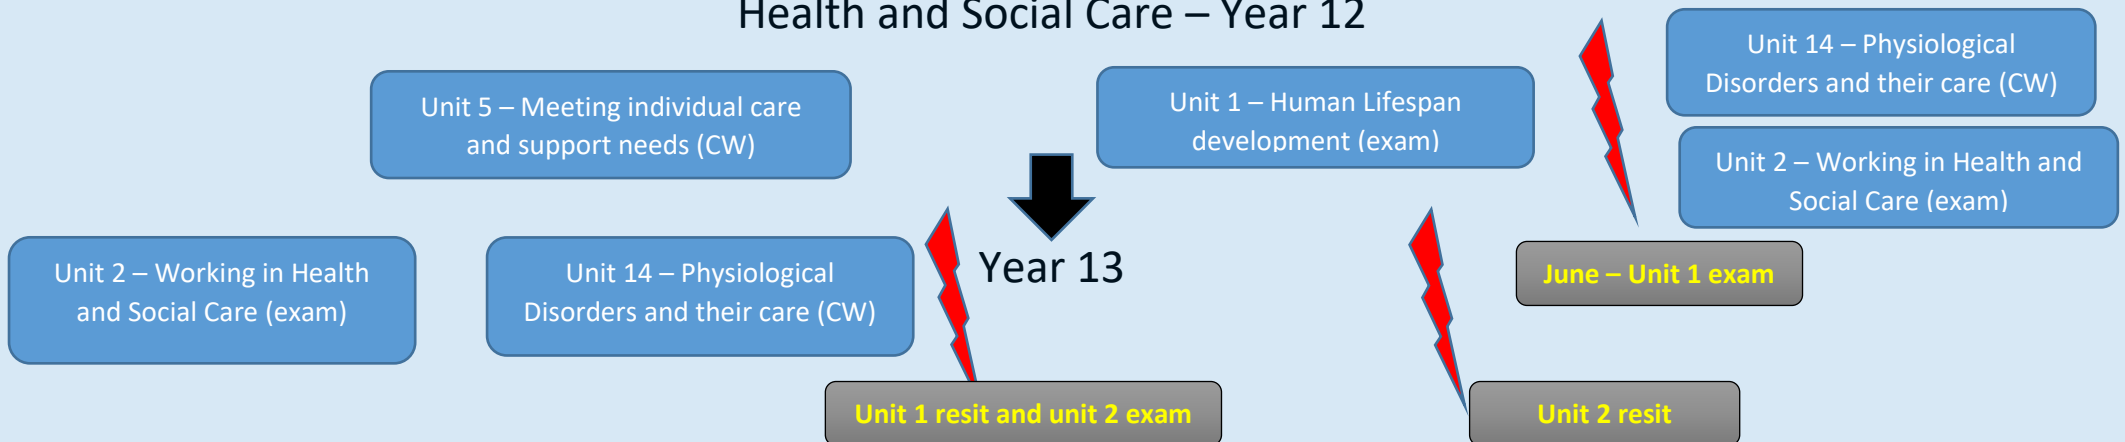 Health and Social Care – Year 12
Unit 5 – Meeting individual care
and support needs (CW)
Unit 1 – Human Lifespan
development (exam)
Unit 14 – Physiological
Disorders and their care (CW)
Unit 2 – Working in Health and
Social Care (exam)
June – Unit 1 exam
Year 13
Unit 2 – Working in Health
and Social Care (exam)
Unit 14 – Physiological
Disorders and their care (CW)
Unit 1 resit and unit 2 exam
Unit 2 resit